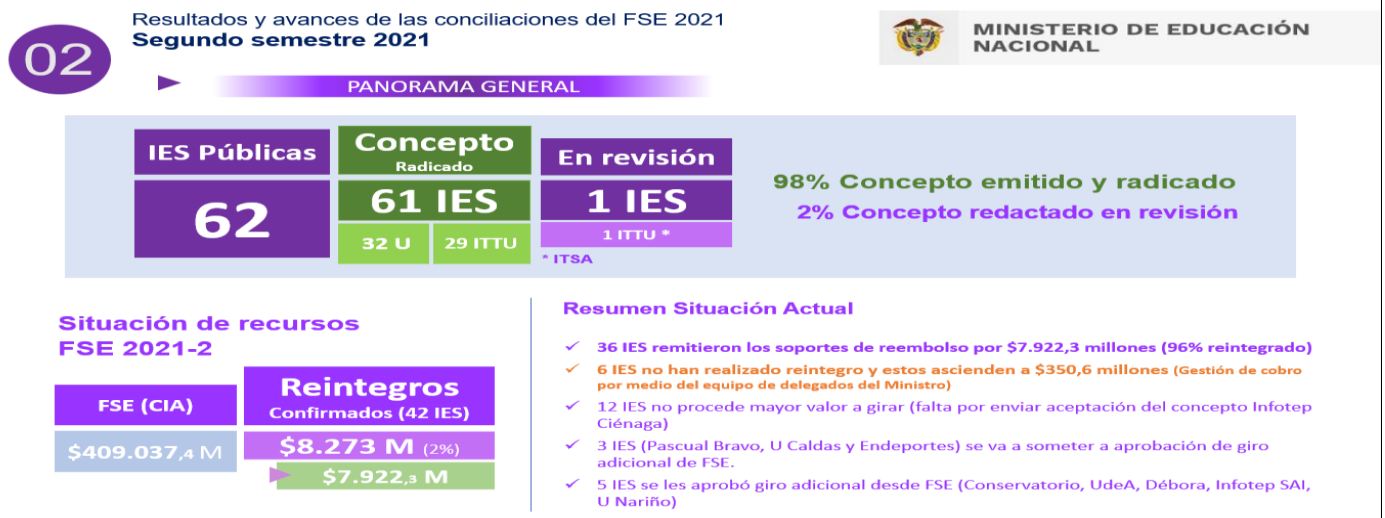 02
Resultados y avances de las conciliaciones del FSE 2021
Segundo semestre 2021
MINISTERIO DE EDUCACIÓN
NACIONAL
PANORAMA GENERAL
IES Públicas
62
Concepto
Radicado
61 IES
32 U
29 ITTU
En revisión
1 IES
1 ITTU *
* ITSA
98% Concepto emitido y radicado
2% Concepto redactado en revisión
Situación de recursos
FSE 2021-2
FSE (CIA)
$409.037,4 M
Reintegros
Confirmados (42 IES)
$8.273 M (2%)
$7.922,3 M
Resumen Situación Actual
✓ 36 IES remitieron los soportes de reembolso por $7.922,3 millones (96% reintegrado)
✓ 6 IES no han realizado reintegro y estos ascienden a $350,6 millones (Gestión de cobro
por medio del equipo de delegados del Ministro)
✓ 12 IES no procede mayor valor a girar (falta por enviar aceptación del concepto Infotep
Ciénaga)
✓ 3 IES (Pascual Bravo, U Caldas y Endeportes) se va a someter a aprobación de giro
adicional de FSE.
✓ 5 IES se les aprobó giro adicional desde FSE (Conservatorio, UdeA, Débora, Infotep SAI,
U Nariño)